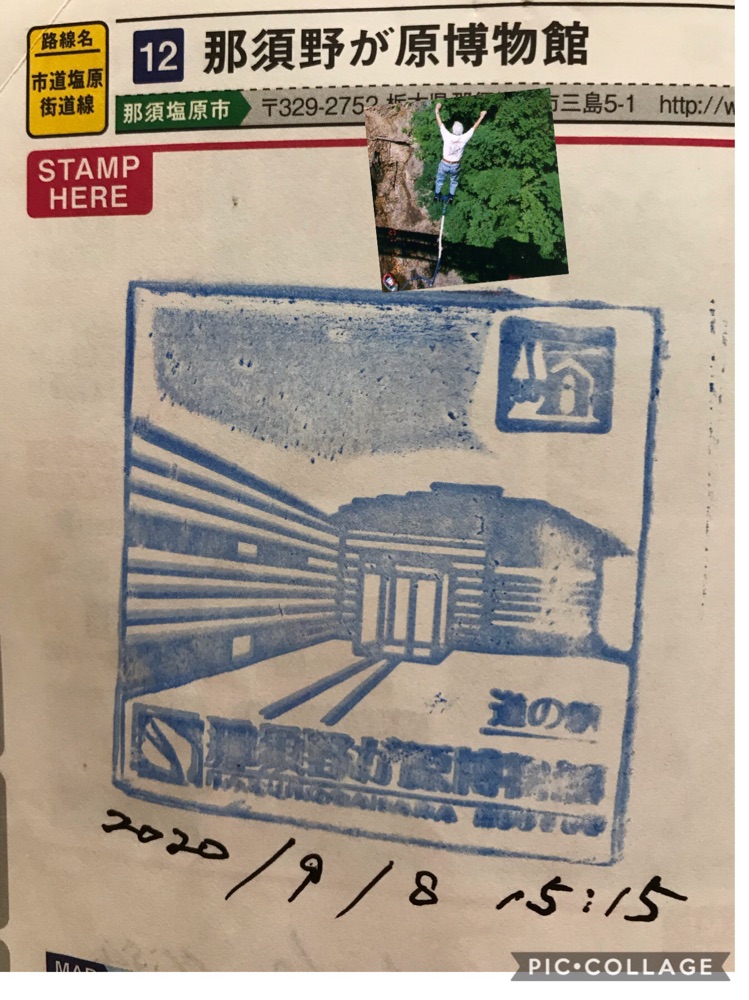 路線名
市道塩原
街道線
12 那須野が原博物館
那須塩原市 〒329-2752 三島5-1 http://w
STAMP
HERE
道の駅
那須野が原博物館
2020/9/8 15:15
PIC•COLLAGE